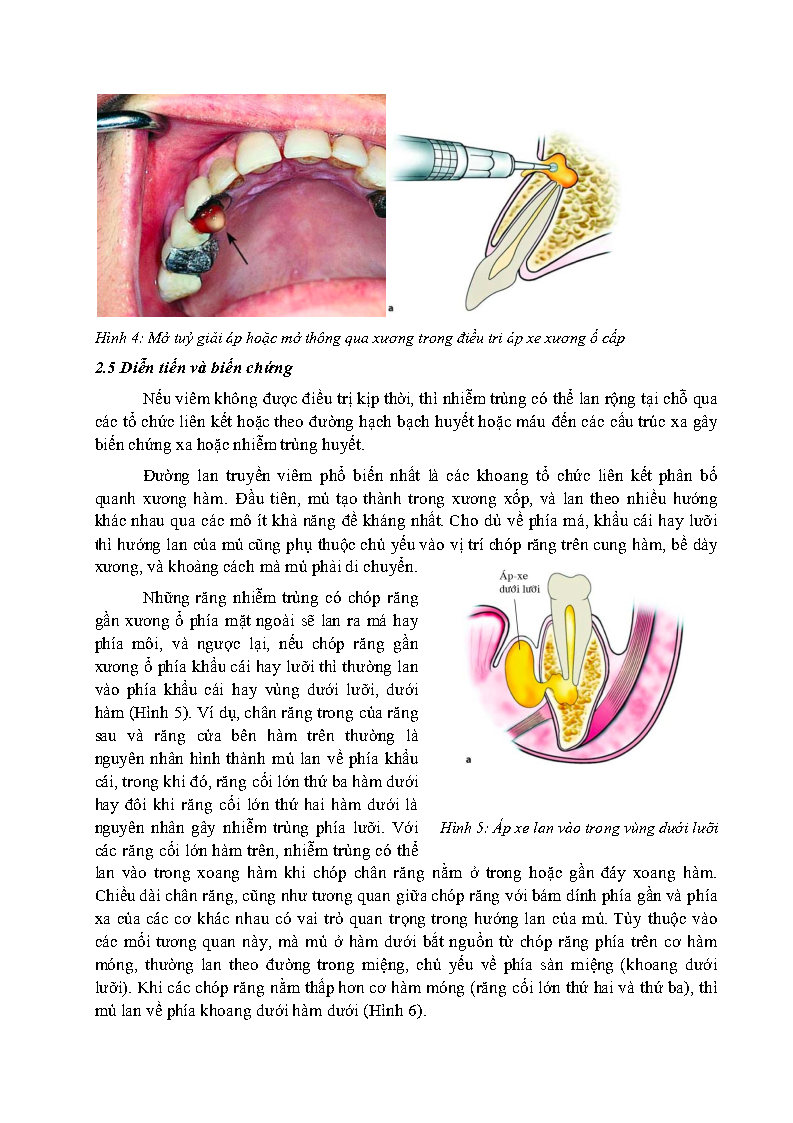 a
Hình 4: Mở tuỷ giải áp hoặc mở thông qua xương trong điều trị áp xe xương ổ cấp
2.5 Diễn tiến và biến chứng
Nếu viêm không được điều trị kịp thời, thì nhiễm trùng có thể lan rộng tại chỗ qua
các tổ chức liên kết hoặc theo đường hạch bạch huyết hoặc máu đến các cấu trúc xa gây
biến chứng xa hoặc nhiễm trùng huyết.
Đường lan truyền viêm phổ biến nhất là các khoang tổ chức liên kết phân bố
quanh xương hàm. Đầu tiên, mủ tạo thành trong xương xốp, và lan theo nhiều hướng
khác nhau qua các mô ít khả năng đề kháng nhất. Cho dù về phía má, khẩu cái hay lưỡi
thì hướng lan của mủ cũng phụ thuộc chủ yếu vào vị trí chóp răng trên cung hàm, bề dày
xương, và khoảng cách mà mủ phải di chuyển.
Những răng nhiễm trùng có chóp răng
gần xương ổ phía mặt ngoài sẽ lan ra má hay
phía môi, và ngược lại, nếu chóp răng gần
xương ổ phía khẩu cái hay lưỡi thì thường lan
vào phía khẩu cái hay vùng dưới lưỡi, dưới
hàm (Hình 5). Ví dụ, chân răng trong của răng
sau và răng cửa bên hàm trên thường là
nguyên nhân hình thành mủ lan về phía khẩu
cái, trong khi đó, răng cối lớn thứ ba hàm dưới
hay đôi khi răng cối lớn thứ hai hàm dưới là
nguyên nhân gây nhiễm trùng phía lưỡi. Với
các răng cối lớn hàm trên, nhiễm trùng có thể
Áp-xe
dưới lưỡi
a
Hình 5: Áp xe lan vào trong vùng dưới lưỡi
lan vào trong xoang hàm khi chóp chân răng nằm ở trong hoặc gần đáy xoang hàm.
Chiều dài chân răng, cũng như tương quan giữa chóp răng với bám dính phía gần và phía
xa của các cơ khác nhau có vai trò quan trọng trong hướng lan của mủ. Tùy thuộc vào
các mối tương quan này, mà mủ ở hàm dưới bắt nguồn từ chóp răng phía trên cơ hàm
móng, thường lan theo đường trong miệng, chủ yếu về phía sàn miệng (khoang dưới
lưỡi). Khi các chóp răng nằm thấp hơn cơ hàm móng (răng cối lớn thứ hai và thứ ba), thì
mủ lan về phía khoang dưới hàm dưới (Hình 6).